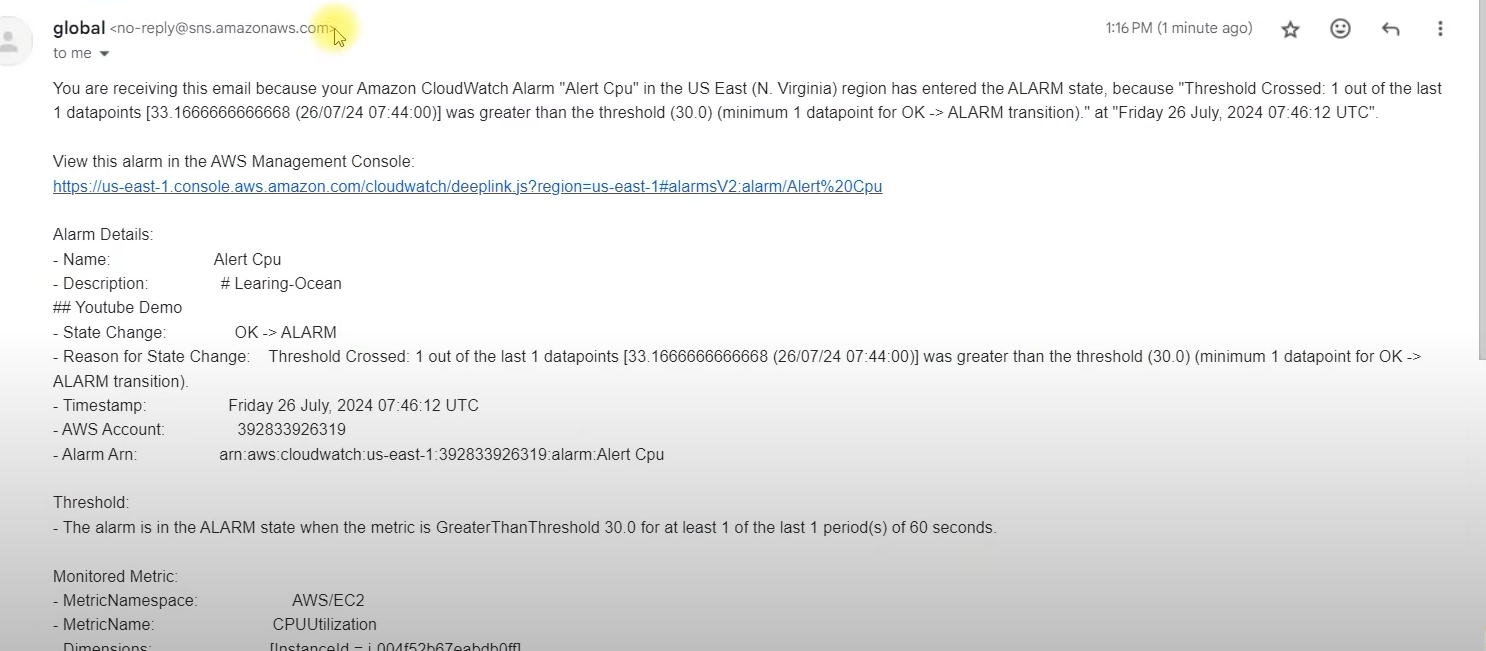 global <no-reply@sns.amazonaws.com> 1:16 PM (1 minute ago)
to me
You are receiving this email because your Amazon CloudWatch Alarm "Alert Cpu" in the US East (N. Virginia) region has entered the ALARM state, because "Threshold Crossed: 1 out of the last
1 datapoints [33.1666666666668 (26/07/24 07:44:00)] was greater than the threshold (30.0) (minimum 1 datapoint for OK -> ALARM transition)." at "Friday 26 July, 2024 07:46:12 UTC".
View this alarm in the AWS Management Console:
https://us-east-1.console.aws.amazon.com/cloudwatch/deeplink.js?region=us-east-1#alarmsV2:alarm/Alert%20Cpu
Alarm Details:
- Name: Alert Cpu
- Description: # Learing-Ocean
## Youtube Demo
- State Change: OK -> ALARM
- Reason for State Change: Threshold Crossed: 1 out of the last 1 datapoints [33.1666666666668 (26/07/24 07:44:00)] was greater than the threshold (30.0) (minimum 1 datapoint for OK ->
ALARM transition).
- Timestamp: Friday 26 July, 2024 07:46:12 UTC
- AWS Account: 392833926319
- Alarm Arn: arn:aws:cloudwatch:us-east-1:392833926319:alarm:Alert Cpu
Threshold:
- The alarm is in the ALARM state when the metric is GreaterThanThreshold 30.0 for at least 1 of the last 1 period(s) of 60 seconds.
Monitored Metric:
- MetricNamespace: AWS/EC2
- MetricName: CPUUtilization
- Dimensions: [InstanceId = i-004f52b67eabdb0ff]